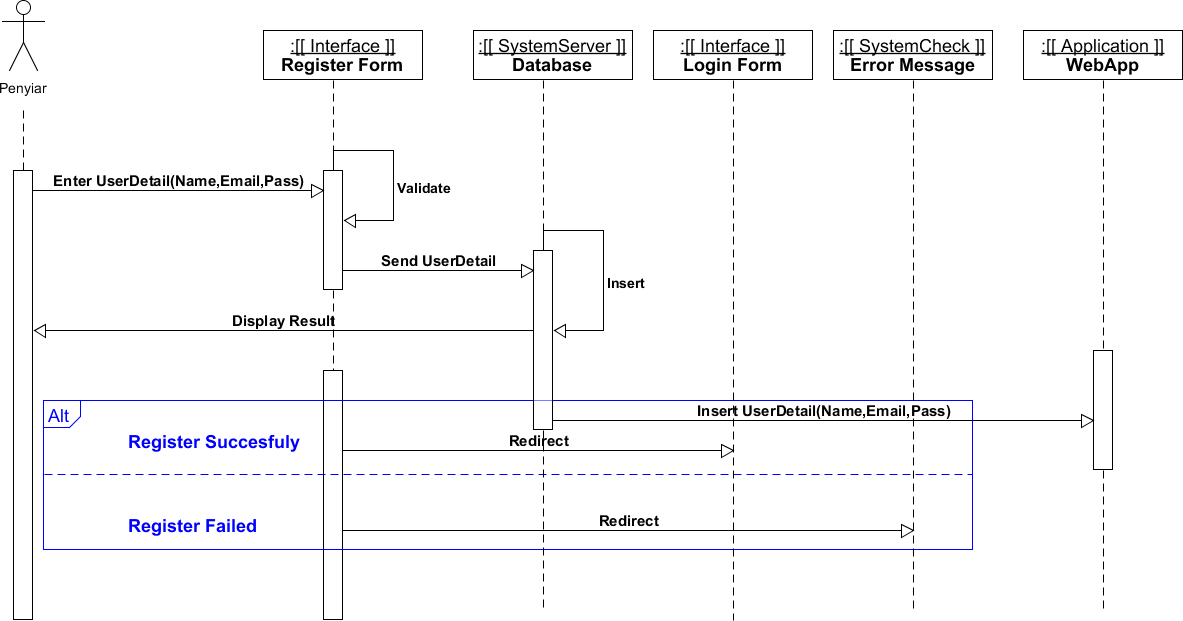 Penyiar
:[[ Interface ]]
Register Form
:[[ SystemServer ]]
Database
:[[ Interface ]]
Login Form
:[[ SystemCheck ]]
Error Message
:[[ Application ]]
WebApp
Enter UserDetail(Name,Email,Pass)
Validate
Send UserDetail
Insert
Display Result
Alt
Insert UserDetail(Name,Email,Pass)
Register Succesfuly
Redirect
Register Failed
Redirect